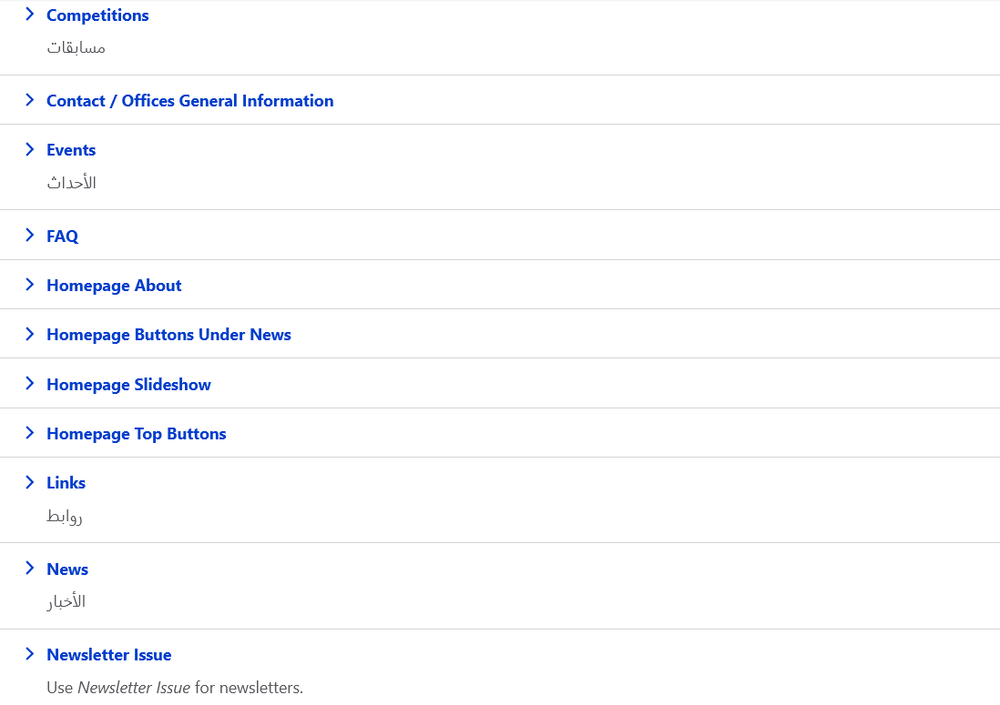 Competitions
مسابقات
Contact / Offices General Information
Events
الأحداث
FAQ
Homepage About
Homepage Buttons Under News
Homepage Slideshow
Homepage Top Buttons
Links
روابط
News
الأخبار
Newsletter Issue
Use Newsletter Issue for newsletters.